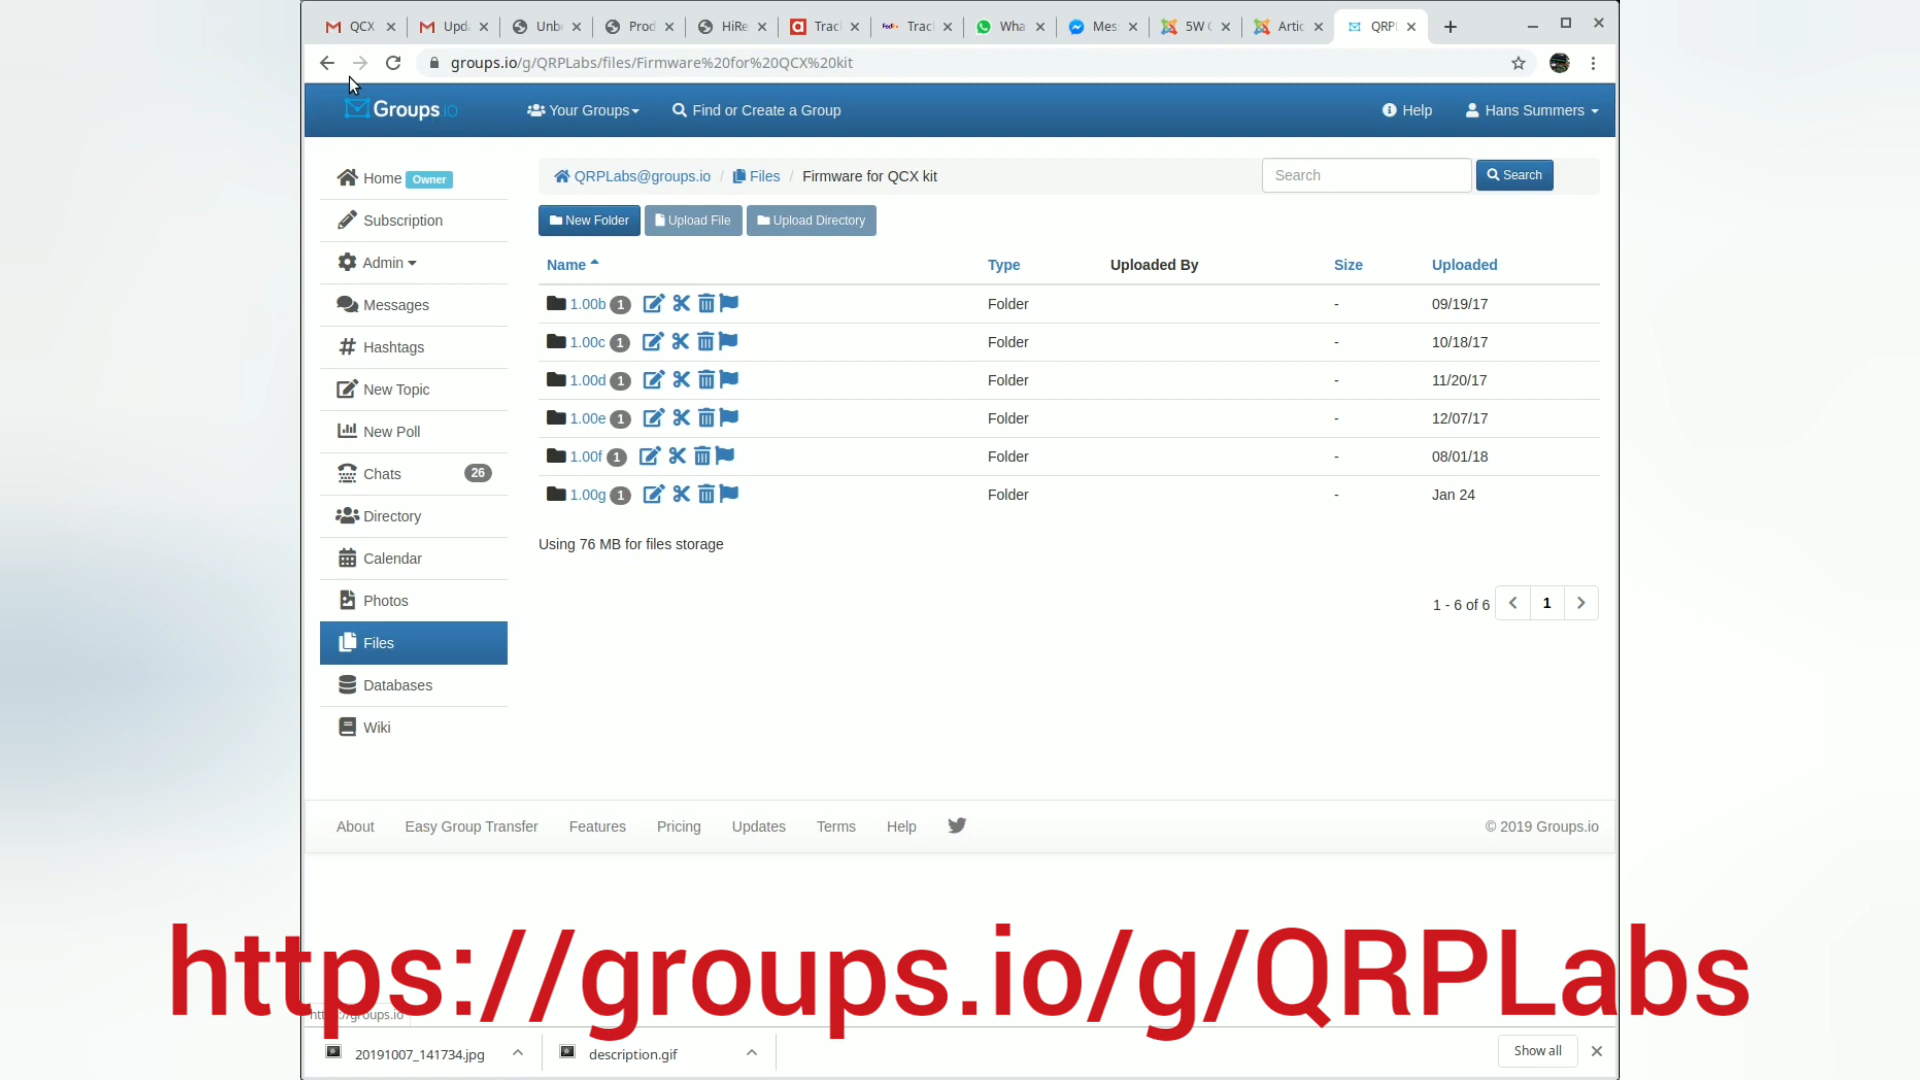 QCX
Upd
Unb
Prod
HiRe
Trac
FedEx
Trac
Wha
Mes
5W
Artic
QRP
groups.io/g/QRPLabs/files/Firmware%20for%20QCX%20kit
Groups.io
Your Groups
Find or Create a Group
Help
Hans Summers
Home Owner
Subscription
Admin
Messages
Hashtags
New Topic
New Poll
Chats 26
Directory
Calendar
Photos
Files
Databases
Wiki
QRPLabs@groups.io / Files / Firmware for QCX kit
Search
Search
New Folder
Upload File
Upload Directory
Name Type Uploaded By Size Uploaded
1.00b 1 Folder - 09/19/17
1.00c 1 Folder - 10/18/17
1.00d 1 Folder - 11/20/17
1.00e 1 Folder - 12/07/17
1.00f 1 Folder - 08/01/18
1.00g 1 Folder - Jan 24
Using 76 MB for files storage
1 - 6 of 6 1
About Easy Group Transfer Features Pricing Updates Terms Help
© 2019 Groups.io
https://groups.io/g/QRPLabs
https://groups.io
20191007_141734.jpg
description.gif
Show all